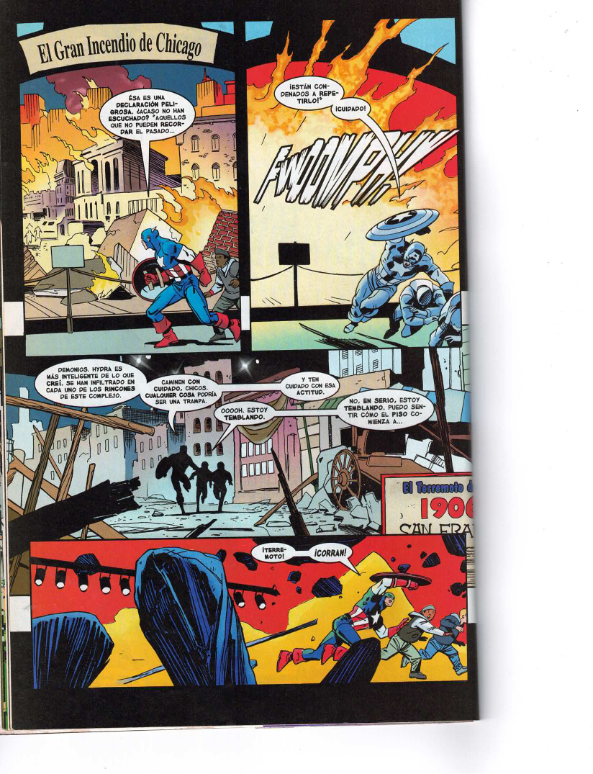 El Gran Incendio de Chicago
ÉSA ES UNA
DECLARACIÓN PELI-
GROSA. ¿ACASO NO HAN
ESCUCHADO? "AQUELLOS
QUE NO PUEDEN RECOR-
DAR EL PASADO...
¡ESTÁN CON-
DENADOS A REPE-
TIRLO!"
¡CUIDADO!
FWOOMPHH
DEMONIOS. HYDRA ES
MÁS INTELIGENTE DE LO QUE
CREÍ. SE HAN INFILTRADO EN
CADA UNO DE LOS RINCONES
DE ESTE COMPLEJO.
CAMINEN CON
CUIDADO, CHICOS.
CUALQUIER COSA PODRÍA
SER UNA TRAMPA.
Y TEN
CUIDADO CON ESA
ACTITUD.
OOOOH. ESTOY
TEMBLANDO.
NO, EN SERIO, ESTOY
TEMBLANDO. PUEDO SEN-
TIR CÓMO EL PISO CO-
MIENZA A...
El Terremoto d
1906
SAN FRA
¡TERRE-
MOTO!
¡CORRAN!